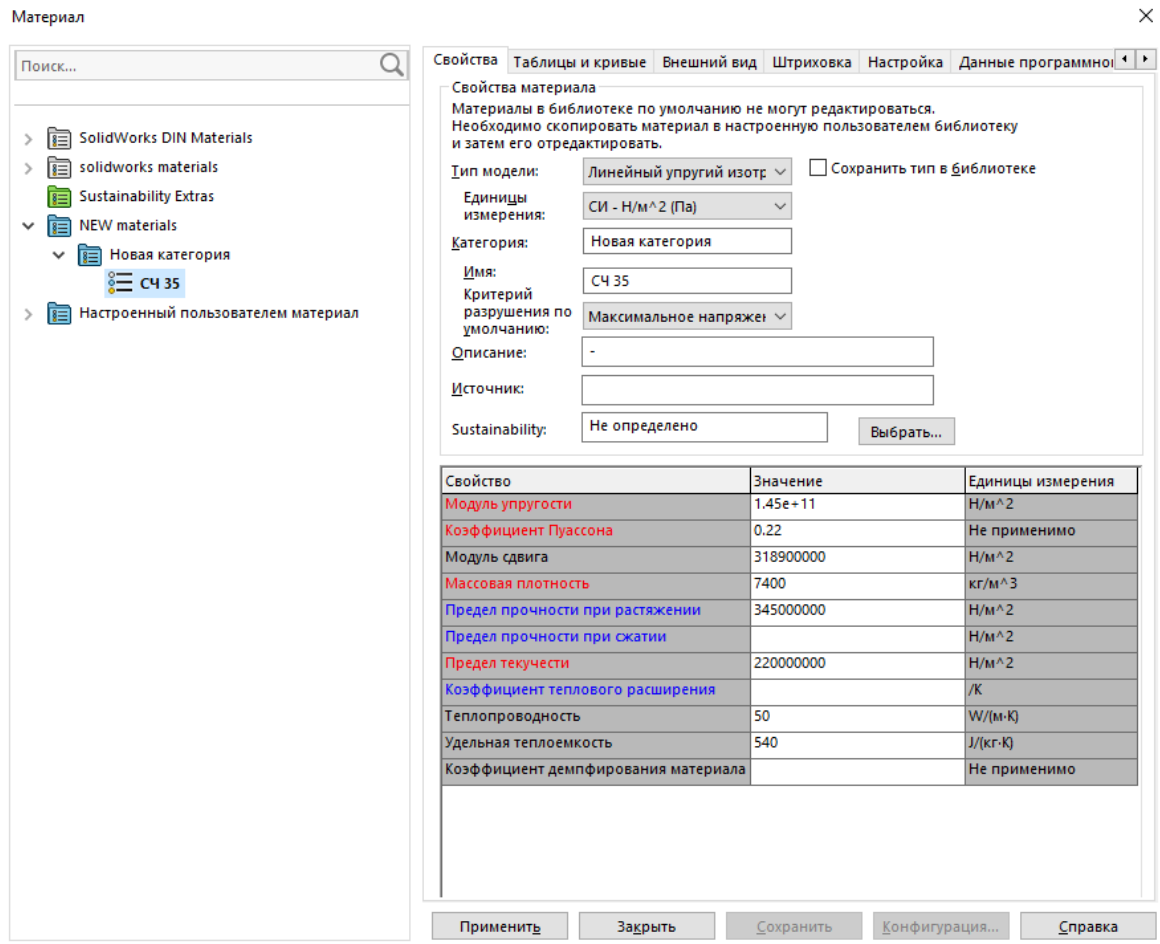 Материал
Поиск...
SolidWorks DIN Materials
solidworks materials
Sustainability Extras
NEW materials
Новая категория
СЧ 35
Настроенный пользователем материал
Свойства
Таблицы и кривые
Внешний вид
Штриховка
Настройка
Данные программног
Свойства материала
Материалы в библиотеке по умолчанию не могут редактироваться.
Необходимо скопировать материал в настроенную пользователем библиотеку
и затем его отредактировать.
Тип модели: Линейный упругий изотр
Сохранить тип в библиотеке
Единицы
измерения: СИ - Н/м^2 (Па)
Категория: Новая категория
Имя: СЧ 35
Критерий
разрушения по
умолчанию: Максимальное напряжен
Описание: -
Источник:
Sustainability: Не определено Выбрать...
Свойство Значение Единицы измерения
Модуль упругости 1.45e+11 Н/м^2
Коэффициент Пуассона 0.22 Не применимо
Модуль сдвига 318900000 Н/м^2
Массовая плотность 7400 кг/м^3
Предел прочности при растяжении 345000000 Н/м^2
Предел прочности при сжатии Н/м^2
Предел текучести 220000000 Н/м^2
Коэффициент теплового расширения /K
Теплопроводность 50 W/(м·K)
Удельная теплоемкость 540 J/(кг·K)
Коэффициент демпфирования материала Не применимо
Применить Закрыть Сохранить Конфигурация... Справка